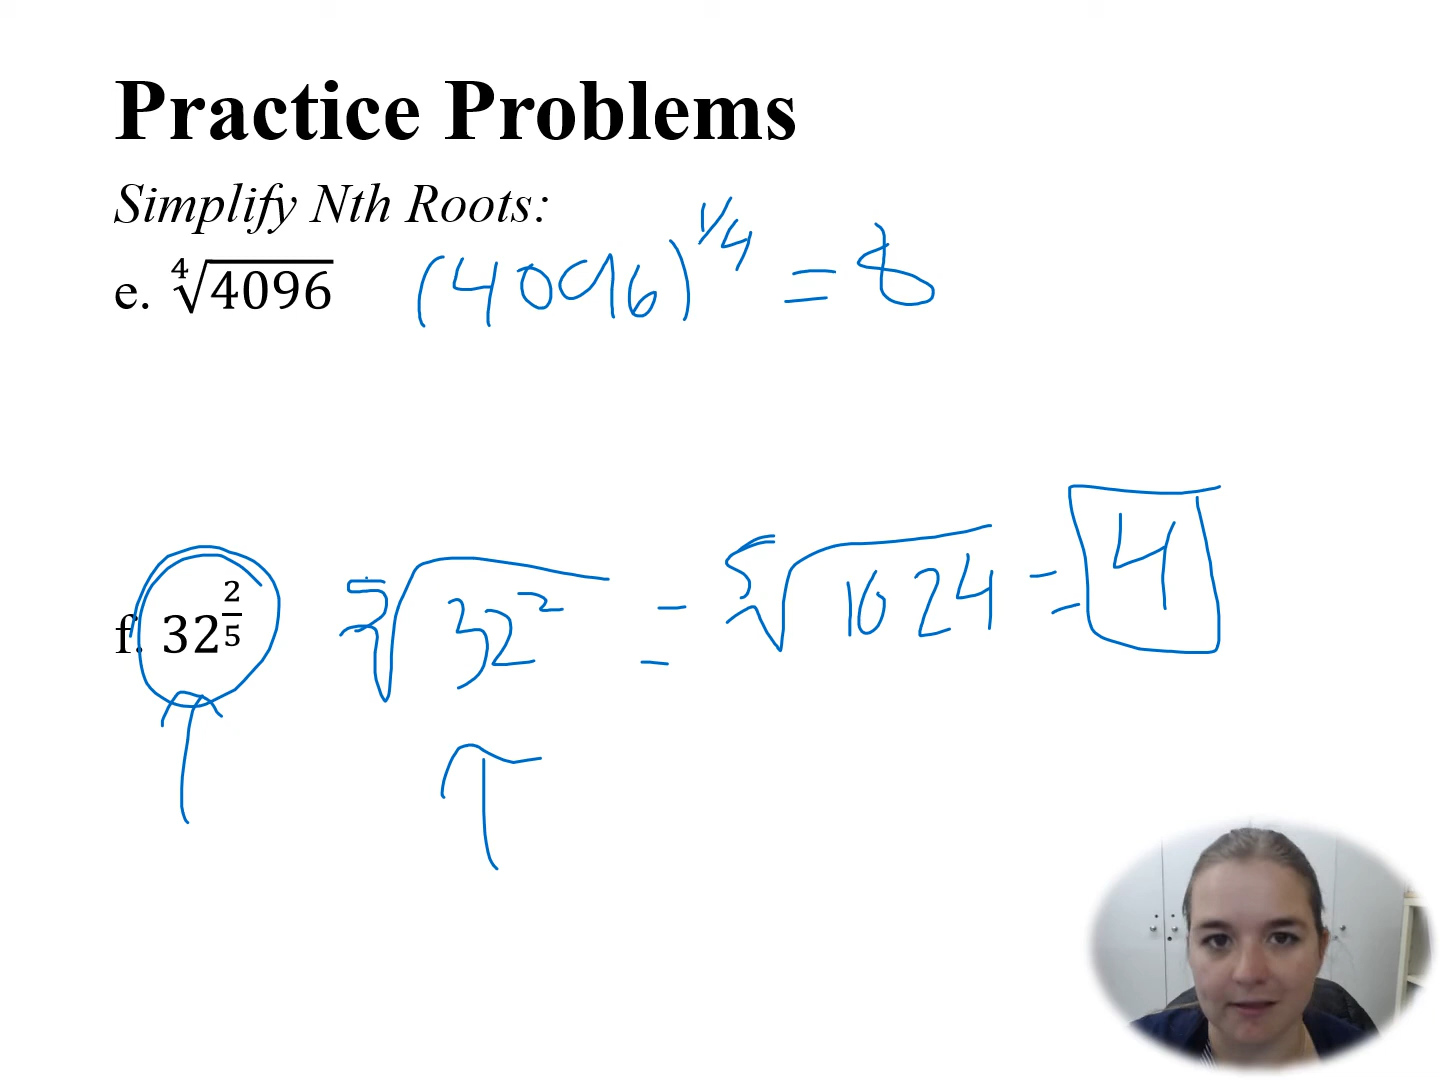 Practice Problems
Simplify Nth Roots:
e. ∜4096 (4096)^1/4 = 8
f. 32^2/5 ⁵√32² = ⁵√1024 = 4